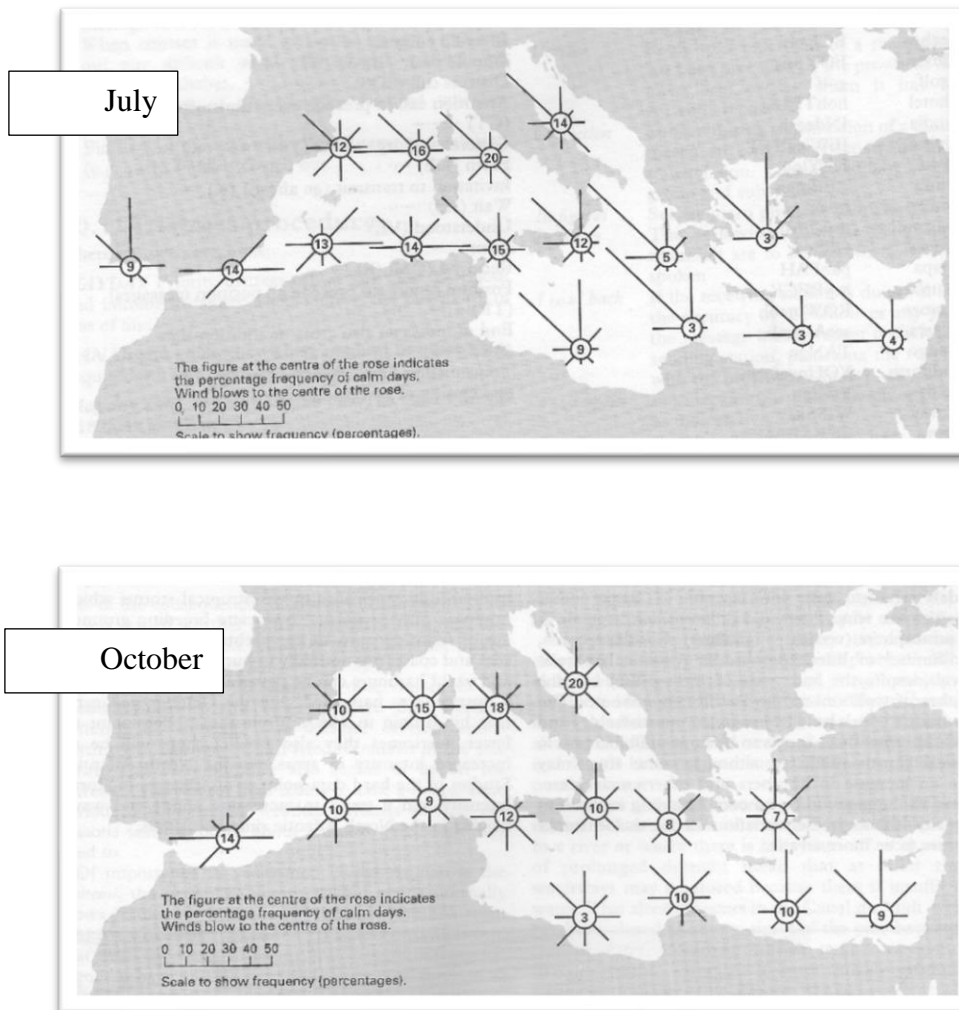 July
14
12
16
20
9
14
13
14
15
12
5
3
9
3
3
4
The figure at the centre of the rose indicates
the percentage frequency of calm days.
Wind blows to the centre of the rose.
0 10 20 30 40 50
Scale to show frequency (percentages).
October
20
10
15
18
14
10
9
12
10
8
7
3
10
10
9
The figure at the centre of the rose indicates
the percentage frequency of calm days.
Winds blow to the centre of the rose.
0 10 20 30 40 50
Scale to show frequency (percentages).